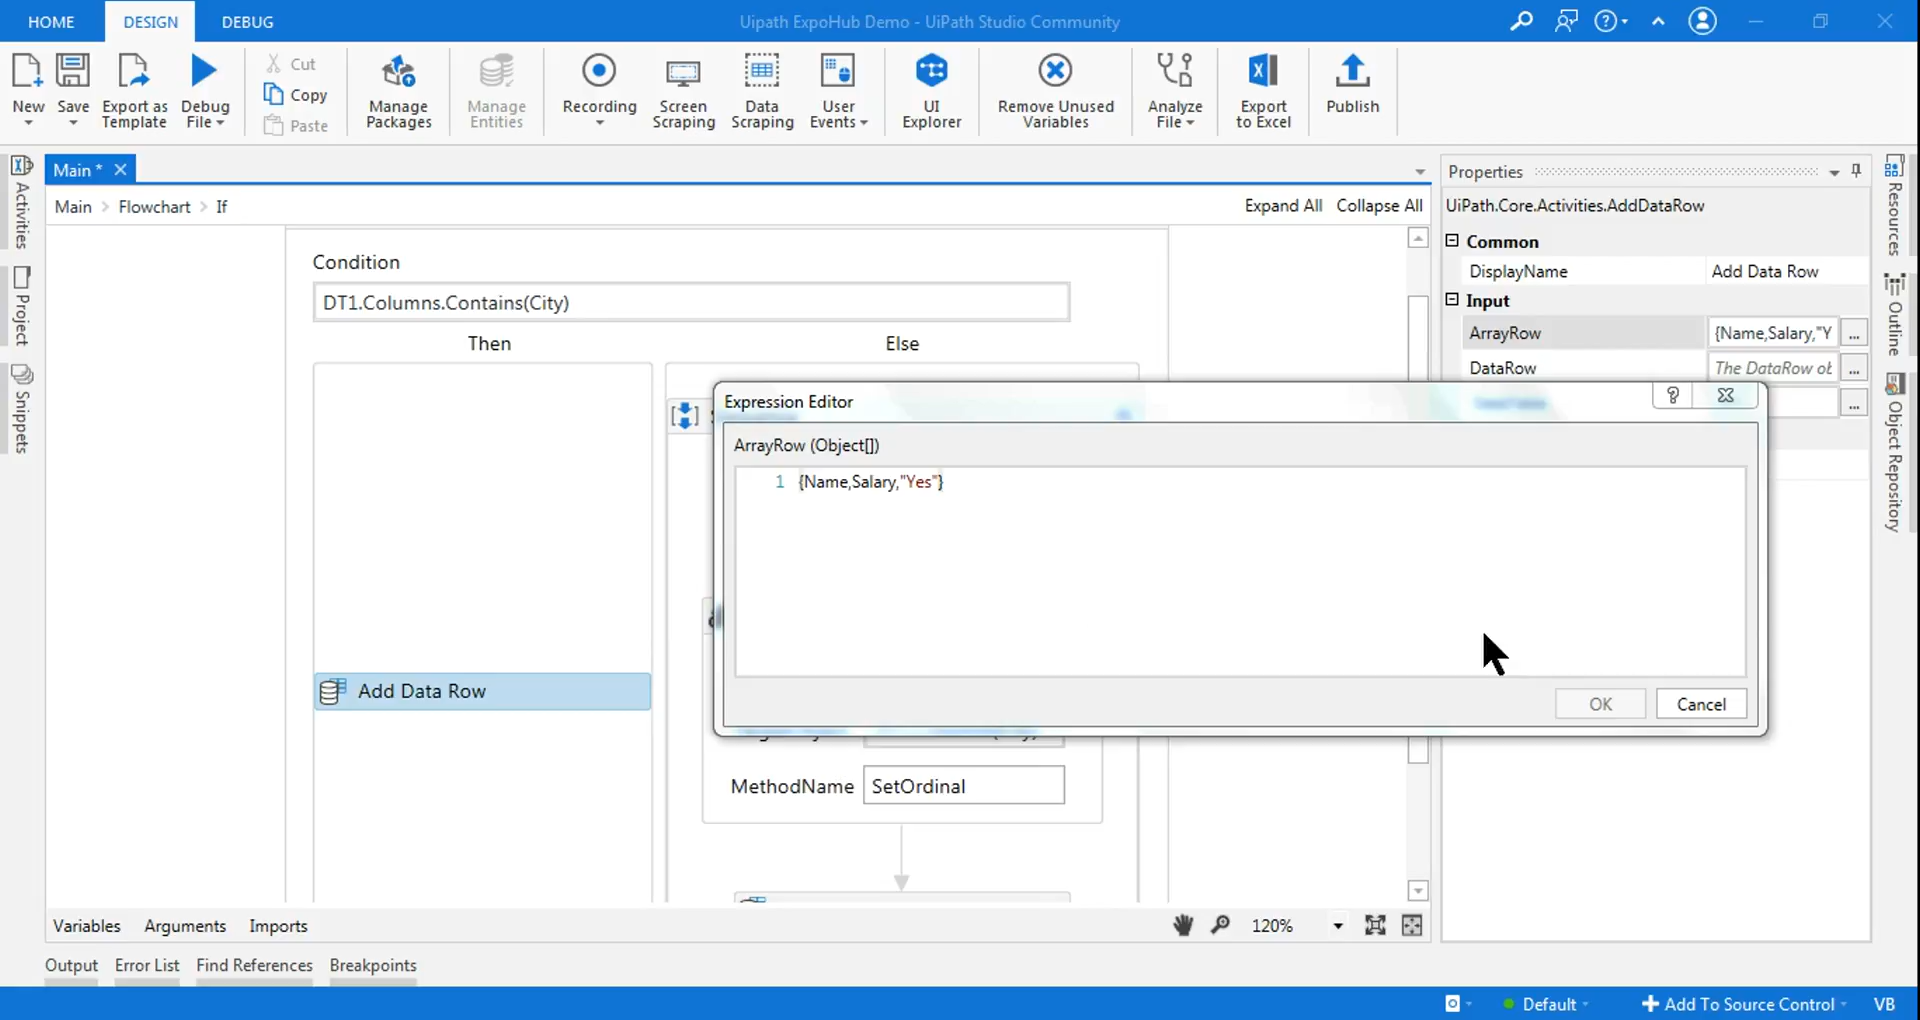 HOME DESIGN DEBUG Uipath ExpoHub Demo - UiPath Studio Community
New
Save
Export as
Template
Debug
File
Cut
Copy
Paste
Manage
Packages
Manage
Entities
Recording
Screen
Scraping
Data
Scraping
User
Events
UI
Explorer
Remove Unused
Variables
Analyze
File
Export
to Excel
Publish
Activities
Project
Snippets
Main *
Main > Flowchart > If
Expand All Collapse All
Condition
DT1.Columns.Contains(City)
Then Else
Add Data Row
MethodName SetOrdinal
Expression Editor
ArrayRow (Object[])
1 {Name,Salary,"Yes"}
OK Cancel
Properties
UiPath.Core.Activities.AddDataRow
Common
DisplayName Add Data Row
Input
ArrayRow {Name,Salary,"Y ...
DataRow The DataRow ob ...
...
Resources
Outline
Object Repository
Variables Arguments Imports
120%
Output Error List Find References Breakpoints
Default Add To Source Control VB